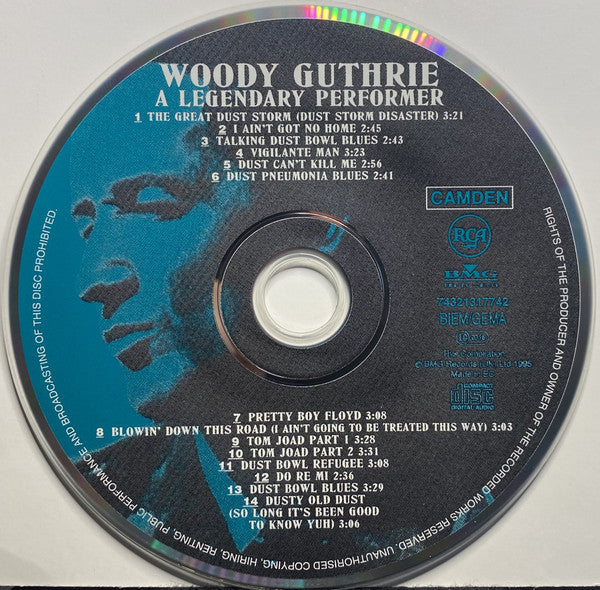 WOODY GUTHRIE
A LEGENDARY PERFORMER
1 THE GREAT DUST STORM (DUST STORM DISASTER) 3:21
2 I AIN'T GOT NO HOME 2:45
3 TALKING DUST BOWL BLUES 2:43
4 VIGILANTE MAN 3:23
5 DUST CAN'T KILL ME 2:56
6 DUST PNEUMONIA BLUES 2:41
CAMDEN
RCA
BMG
74321317742
BIEM/GEMA
Compilation
Records Ltd 1995
Made in
COMPACT
disc
DIGITAL AUDIO
7 PRETTY BOY FLOYD 3:08
8 BLOWIN' DOWN THIS ROAD (I AIN'T GOING TO BE TREATED THIS WAY) 3:03
9 TOM JOAD PART 1 3:28
10 TOM JOAD PART 2 3:31
11 DUST BOWL REFUGEE 3:08
12 DO RE MI 2:36
13 DUST BOWL BLUES 3:29
14 DUSTY OLD DUST
(SO LONG IT'S BEEN GOOD
TO KNOW YUH) 3:06
RIGHTS OF THE PRODUCER AND OWNER OF THE RECORDED WORKS RESERVED. UNAUTHORISED COPYING, HIRING, RENTING, PUBLIC PERFORMANCE AND BROADCASTING OF THIS DISC PROHIBITED.